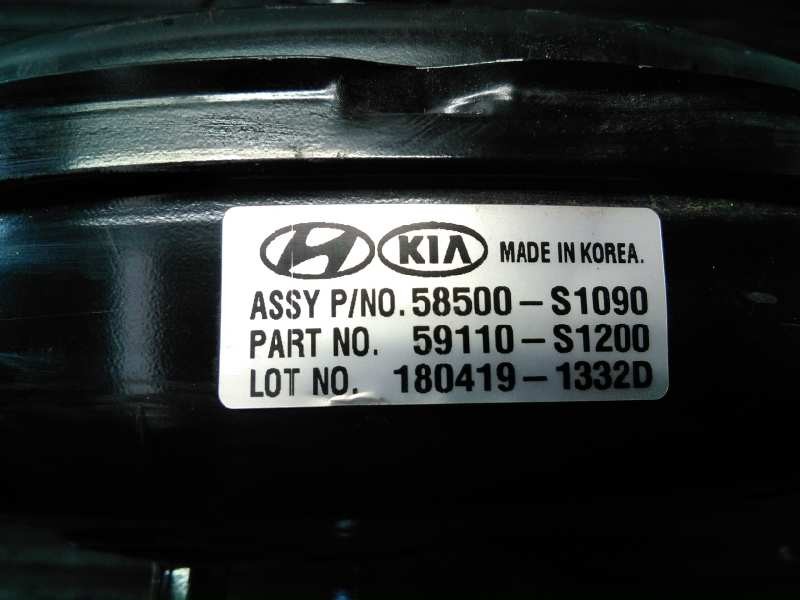 KIA MADE IN KOREA.
ASSY P/NO. 58500-S1090
PART NO. 59110-S1200
LOT NO. 180419-1332D